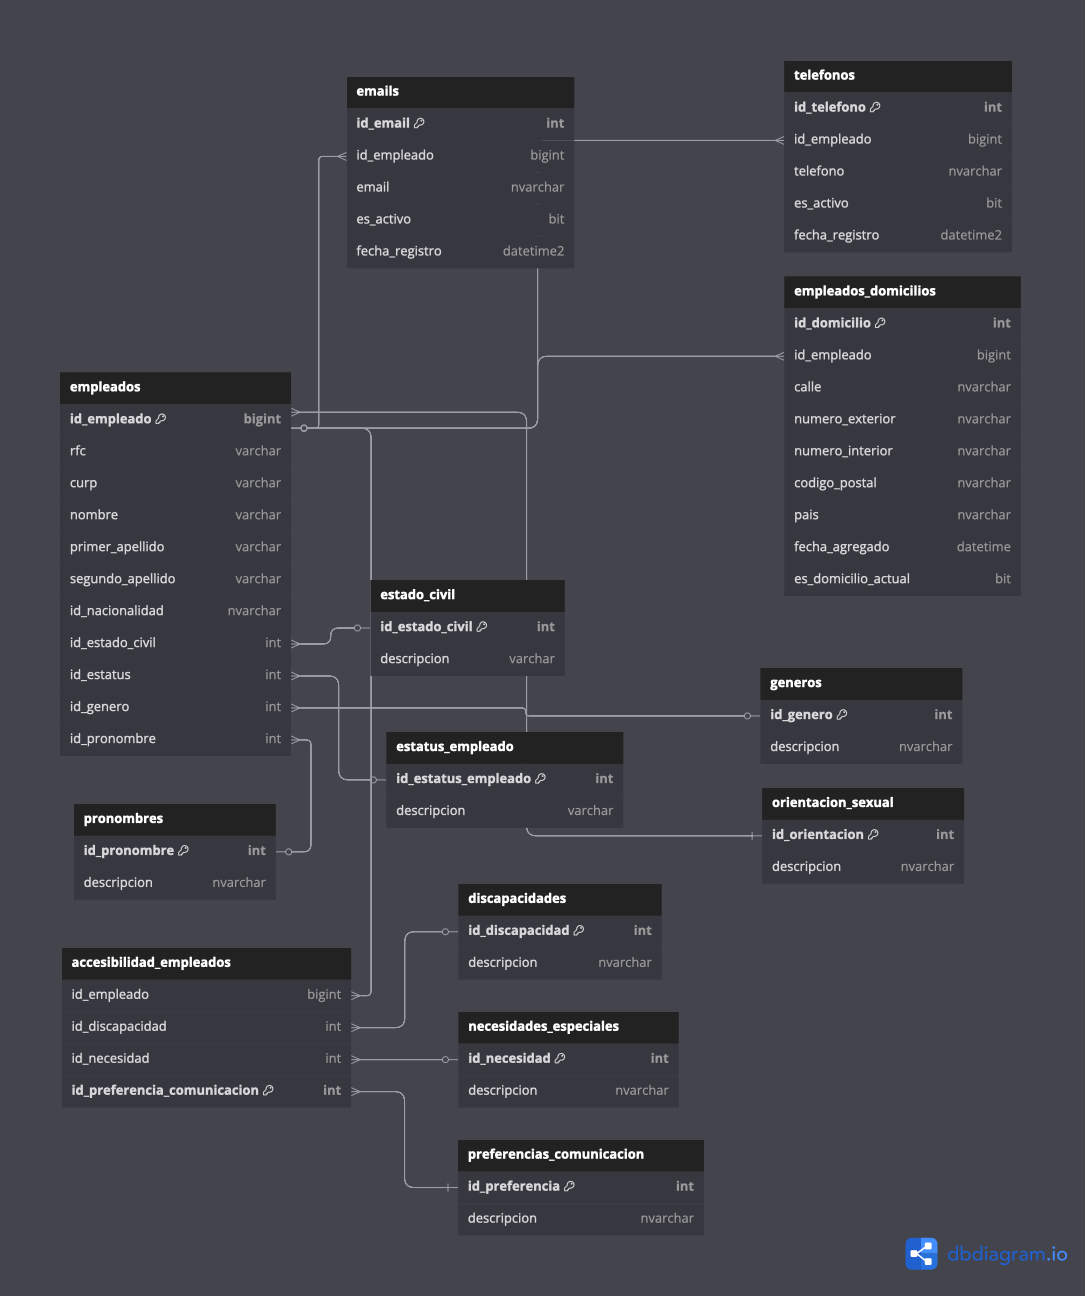 emails
id_email int
id_empleado bigint
email nvarchar
es_activo bit
fecha_registro datetime2
telefonos
id_telefono int
id_empleado bigint
telefono nvarchar
es_activo bit
fecha_registro datetime2
empleados_domicilios
id_domicilio int
id_empleado bigint
calle nvarchar
numero_exterior nvarchar
numero_interior nvarchar
codigo_postal nvarchar
pais nvarchar
fecha_agregado datetime
es_domicilio_actual bit
empleados
id_empleado bigint
rfc varchar
curp varchar
nombre varchar
primer_apellido varchar
segundo_apellido varchar
id_nacionalidad nvarchar
id_estado_civil int
id_estatus int
id_genero int
id_pronombre int
estado_civil
id_estado_civil int
descripcion varchar
generos
id_genero int
descripcion nvarchar
estatus_empleado
id_estatus_empleado int
descripcion varchar
orientacion_sexual
id_orientacion int
descripcion nvarchar
pronombres
id_pronombre int
descripcion nvarchar
discapacidades
id_discapacidad int
descripcion nvarchar
accesibilidad_empleados
id_empleado bigint
id_discapacidad int
id_necesidad int
id_preferencia_comunicacion int
necesidades_especiales
id_necesidad int
descripcion nvarchar
preferencias_comunicacion
id_preferencia int
descripcion nvarchar
dbdiagram.io